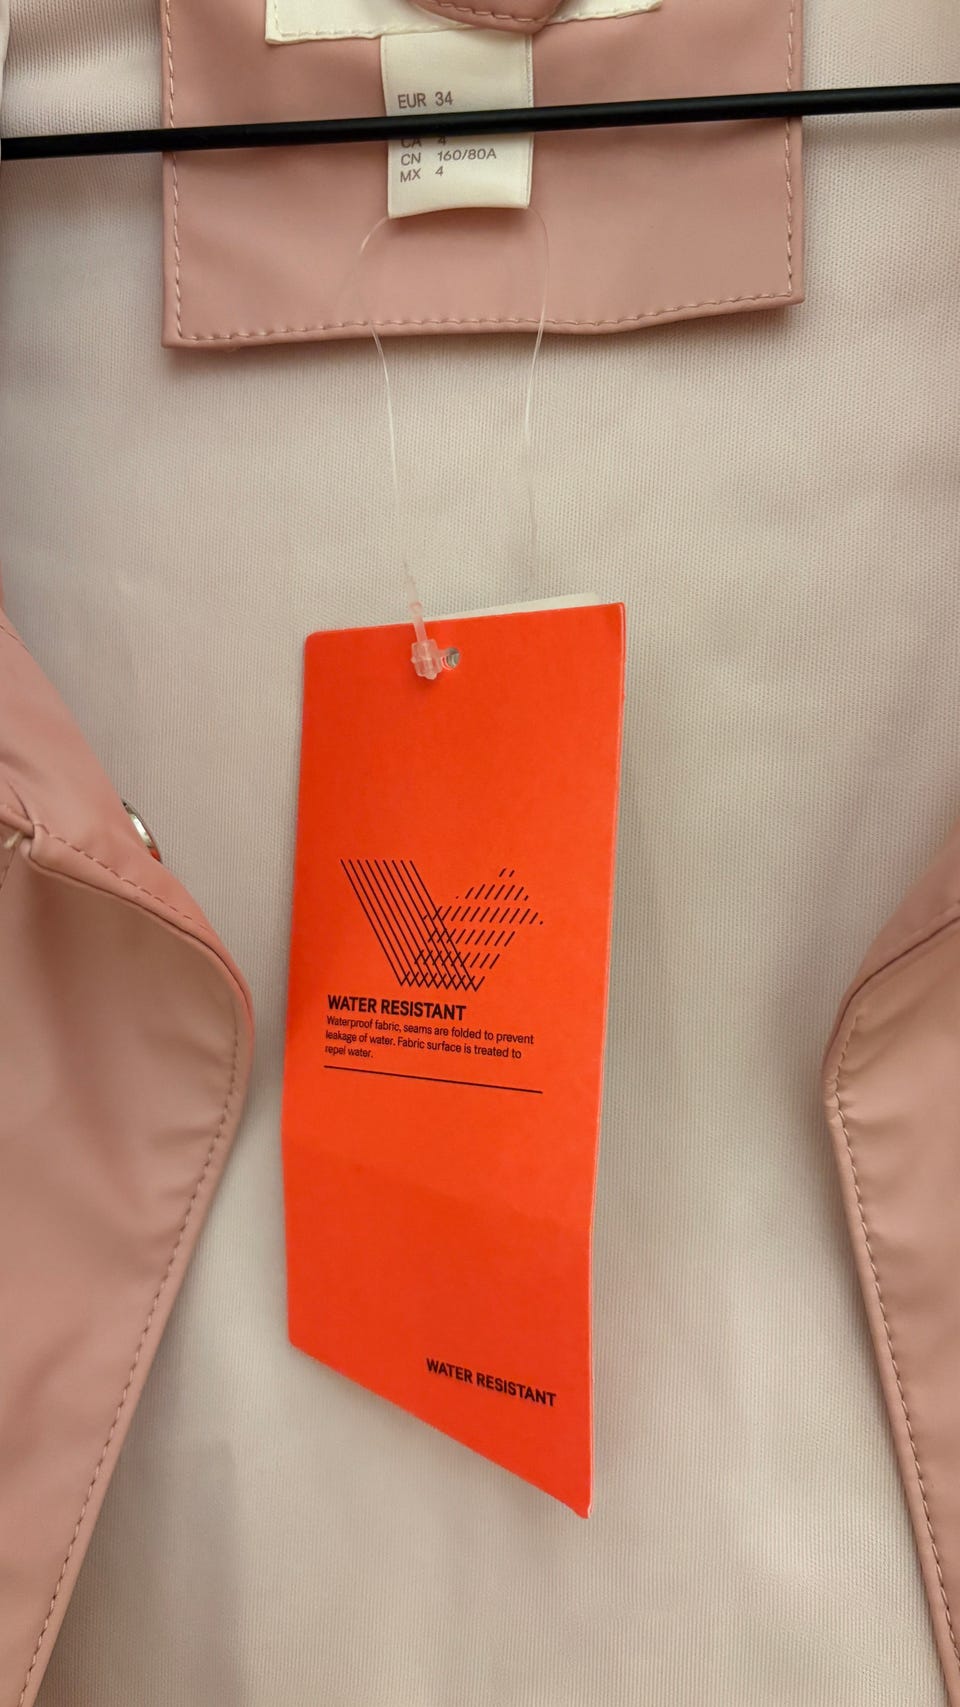 EUR 34
CA 4
CN 160/80A
MX 4
WATER RESISTANT
Waterproof fabric, seams are folded to prevent
leakage of water. Fabric surface is treated to
repel water.
WATER RESISTANT